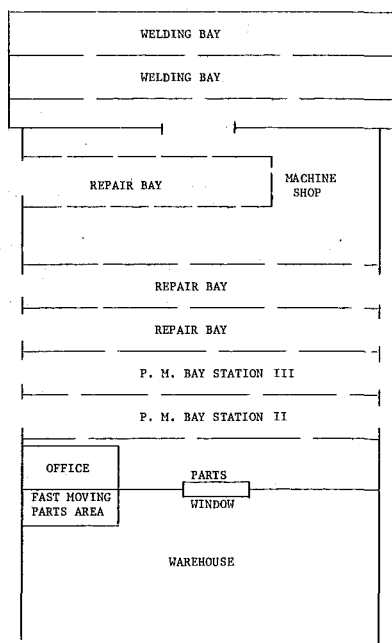 WELDING BAY
WELDING BAY
REPAIR BAY
MACHINE
SHOP
REPAIR BAY
REPAIR BAY
P. M. BAY STATION III
P. M. BAY STATION II
OFFICE
PARTS
WINDOW
FAST MOVING
PARTS AREA
WAREHOUSE